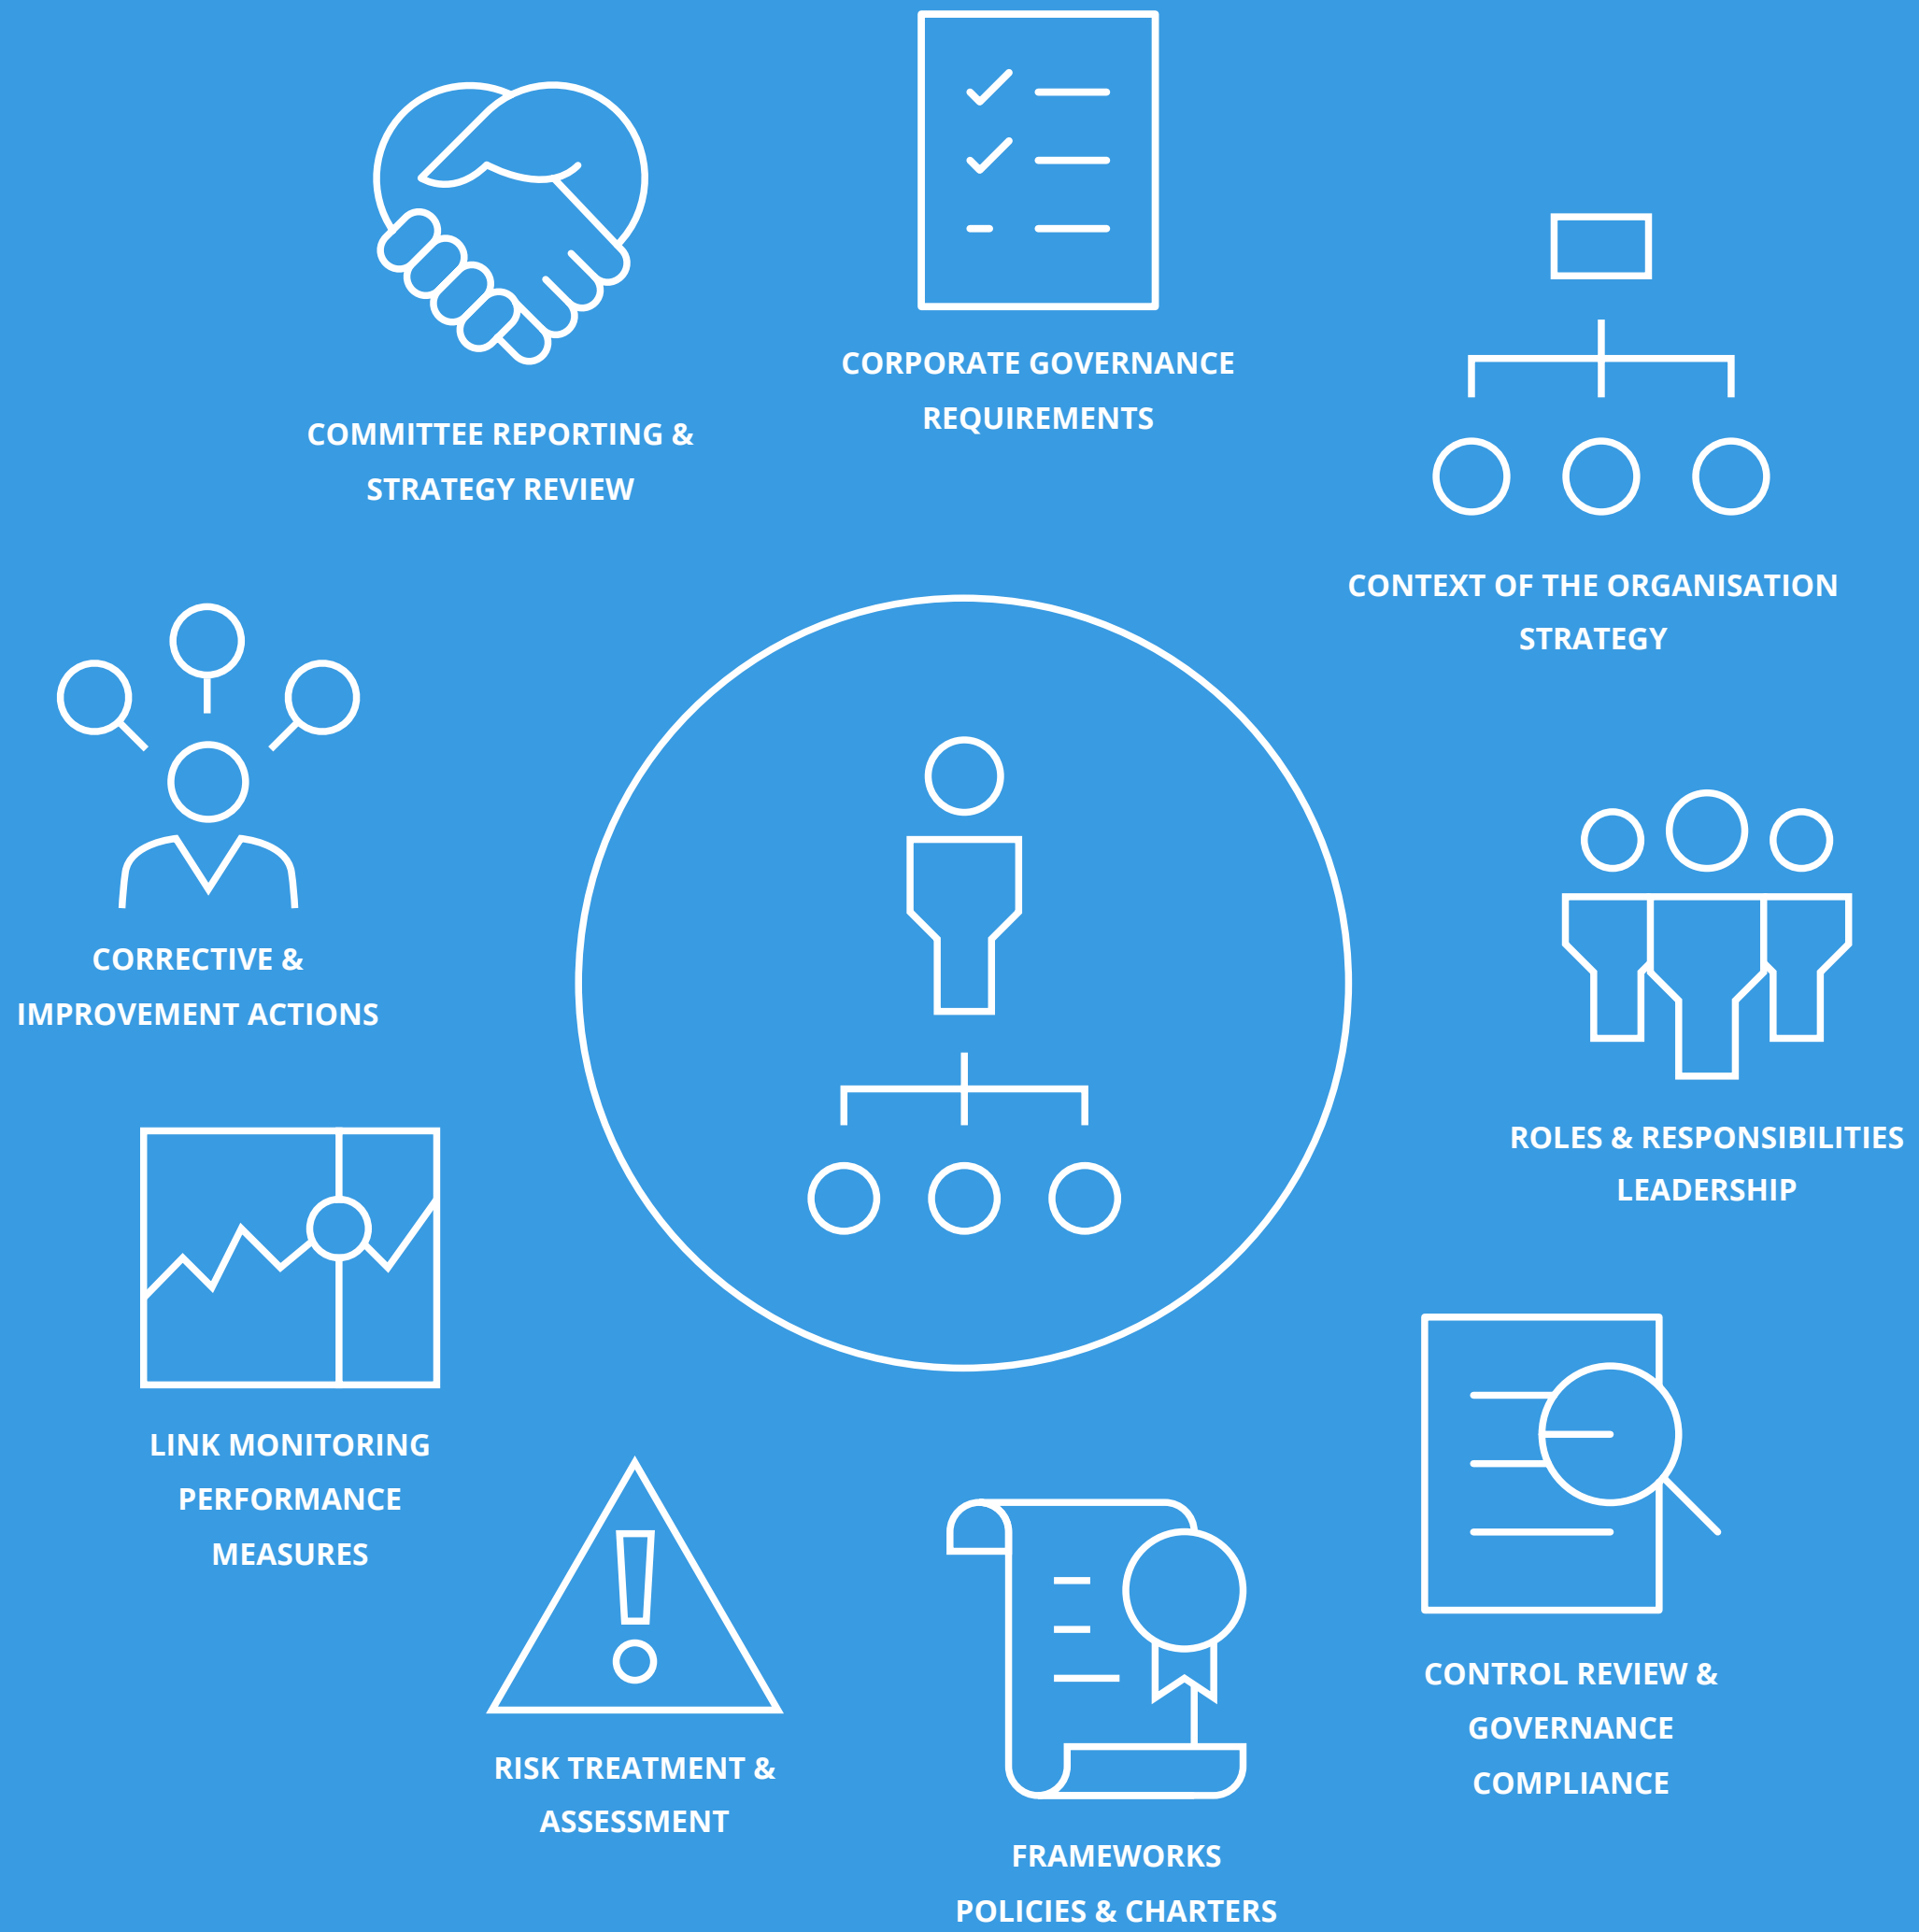 CORPORATE GOVERNANCE
REQUIREMENTS
COMMITTEE REPORTING &
STRATEGY REVIEW
CONTEXT OF THE ORGANISATION
STRATEGY
CORRECTIVE &
IMPROVEMENT ACTIONS
ROLES & RESPONSIBILITIES
LEADERSHIP
LINK MONITORING
PERFORMANCE
MEASURES
CONTROL REVIEW &
GOVERNANCE
COMPLIANCE
RISK TREATMENT &
ASSESSMENT
FRAMEWORKS
POLICIES & CHARTERS